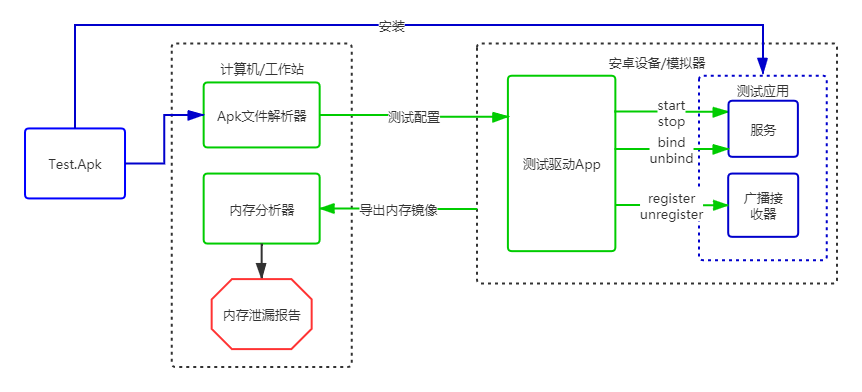 安装
计算机/工作站
安卓设备/模拟器
测试应用
Apk文件解析器
测试配置
start
stop
服务
bind
unbind
Test.Apk
测试驱动App
内存分析器
导出内存镜像
register
unregister
广播接
收器
内存泄漏报告